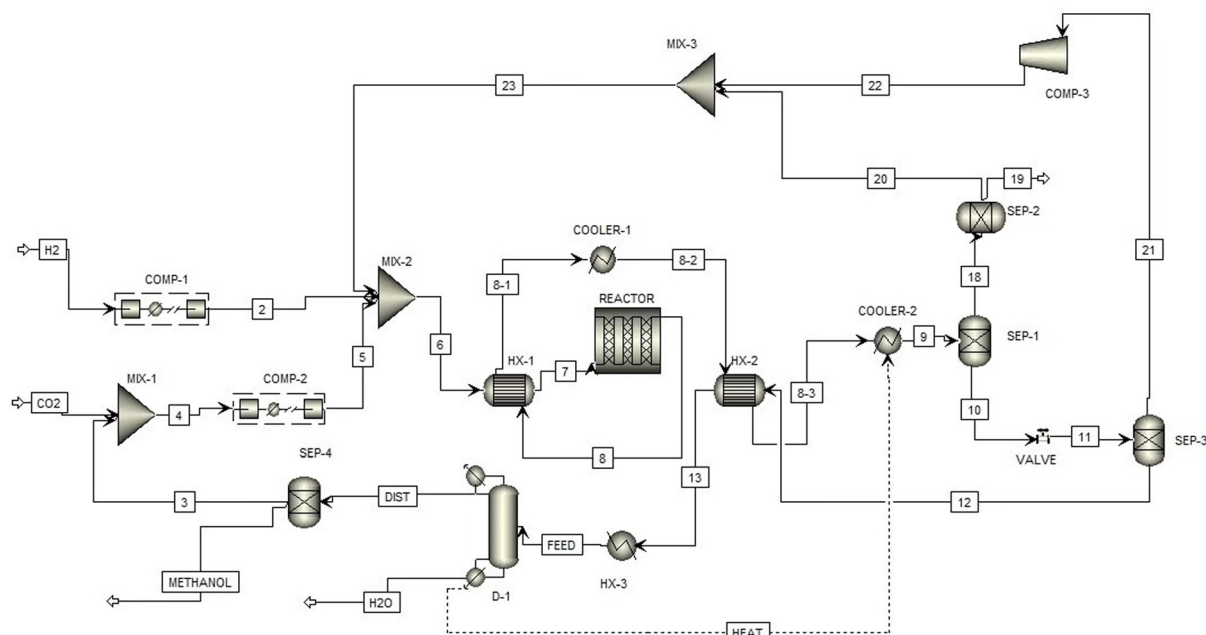 MIX-3
23
22
COMP-3
20
19
SEP-2
21
H2
COMP-1
MIX-2
COOLER-1
8-1
8-2
18
2
REACTOR
COOLER-2
9
SEP-1
5
6
HX-1
7
HX-2
8-3
CO2
MIX-1
4
COMP-2
10
11
VALVE
SEP-3
SEP-4
8
13
12
3
DIST
FEED
METHANOL
H2O
D-1
HX-3
HEAT